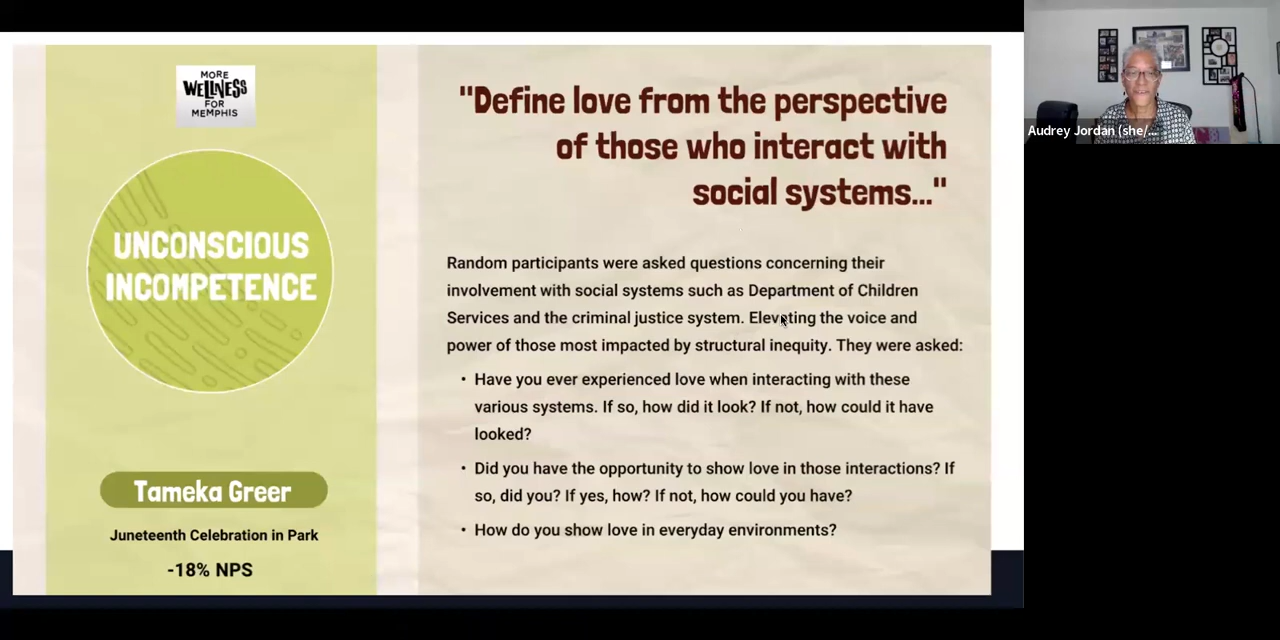 MORE
WELLNESS
FOR
MEMPHIS
UNCONSCIOUS
INCOMPETENCE
Tameka Greer
Juneteenth Celebration in Park
-18% NPS
"Define love from the perspective
of those who interact with
social systems..."
Random participants were asked questions concerning their
involvement with social systems such as Department of Children
Services and the criminal justice system. Elevating the voice and
power of those most impacted by structural inequity. They were asked:
• Have you ever experienced love when interacting with these
various systems. If so, how did it look? If not, how could it have
looked?
• Did you have the opportunity to show love in those interactions? If
so, did you? If yes, how? If not, how could you have?
• How do you show love in everyday environments?
Audrey Jordan (she/...